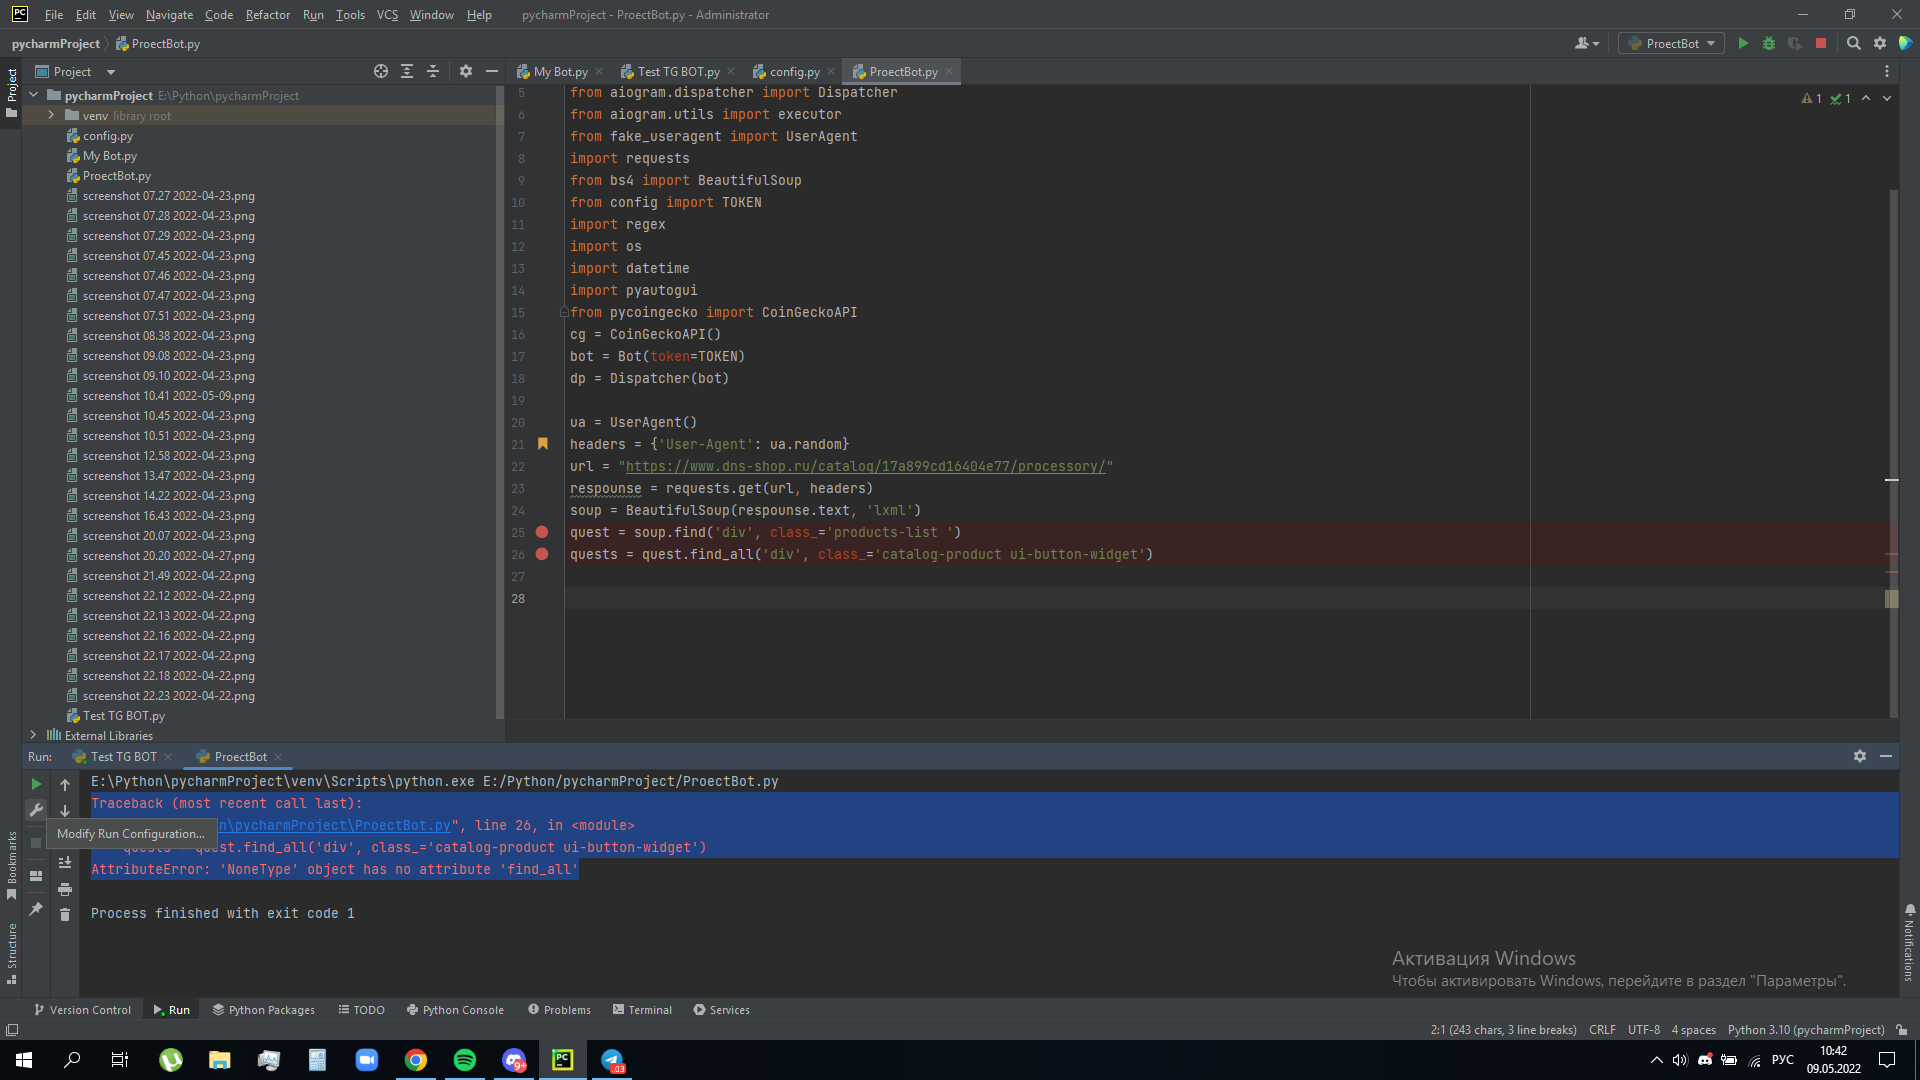 PC File Edit View Navigate Code Refactor Run Tools VCS Window Help pycharmProject - ProectBot.py - Administrator
pycharmProject ProectBot.py ProectBot
Project My Bot.py Test TG BOT.py config.py ProectBot.py
Project
pycharmProject E:\Python\pycharmProject
venv library root
config.py
My Bot.py
ProectBot.py
screenshot 07.27 2022-04-23.png
screenshot 07.28 2022-04-23.png
screenshot 07.29 2022-04-23.png
screenshot 07.45 2022-04-23.png
screenshot 07.46 2022-04-23.png
screenshot 07.47 2022-04-23.png
screenshot 07.51 2022-04-23.png
screenshot 08.38 2022-04-23.png
screenshot 09.08 2022-04-23.png
screenshot 09.10 2022-04-23.png
screenshot 10.41 2022-05-09.png
screenshot 10.45 2022-04-23.png
screenshot 10.51 2022-04-23.png
screenshot 12.58 2022-04-23.png
screenshot 13.47 2022-04-23.png
screenshot 14.22 2022-04-23.png
screenshot 16.43 2022-04-23.png
screenshot 20.07 2022-04-23.png
screenshot 20.20 2022-04-27.png
screenshot 21.49 2022-04-22.png
screenshot 22.12 2022-04-22.png
screenshot 22.13 2022-04-22.png
screenshot 22.16 2022-04-22.png
screenshot 22.17 2022-04-22.png
screenshot 22.18 2022-04-22.png
screenshot 22.23 2022-04-22.png
Test TG BOT.py
External Libraries
1 1
5 from aiogram.dispatcher import Dispatcher
6 from aiogram.utils import executor
7 from fake_useragent import UserAgent
8 import requests
9 from bs4 import BeautifulSoup
10 from config import TOKEN
11 import regex
12 import os
13 import datetime
14 import pyautogui
15 from pycoingecko import CoinGeckoAPI
16 cg = CoinGeckoAPI()
17 bot = Bot(token=TOKEN)
18 dp = Dispatcher(bot)
19
20 ua = UserAgent()
21 headers = {'User-Agent': ua.random}
22 url = "https://www.dns-shop.ru/catalog/17a899cd16404e77/processory/"
23 respounse = requests.get(url, headers)
24 soup = BeautifulSoup(respounse.text, 'lxml')
25 quest = soup.find('div', class_='products-list ')
26 quests = quest.find_all('div', class_='catalog-product ui-button-widget')
27
28
Run: Test TG BOT ProectBot
E:\Python\pycharmProject\venv\Scripts\python.exe E:/Python/pycharmProject/ProectBot.py
Traceback (most recent call last):
n\pycharmProject\ProectBot.py", line 26, in <module>
Modify Run Configuration...
quests = quest.find_all('div', class_='catalog-product ui-button-widget')
AttributeError: 'NoneType' object has no attribute 'find_all'
Process finished with exit code 1
Bookmarks
Structure
Notifications
Активация Windows
Чтобы активировать Windows, перейдите в раздел "Параметры".
Version Control Run Python Packages TODO Python Console Problems Terminal Services
2:1 (243 chars, 3 line breaks) CRLF UTF-8 4 spaces Python 3.10 (pycharmProject)
9+ PC 03 РУС 10:42
09.05.2022